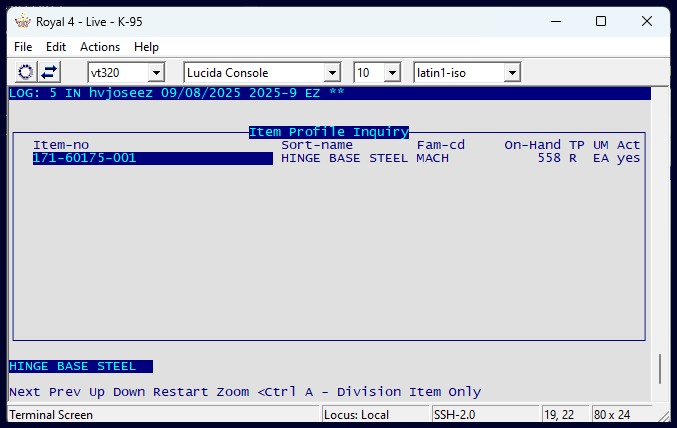 Royal 4 - Live - K-95
File Edit Actions Help
vt320 Lucida Console 10 latin1-iso
LOG: 5 IN hvjoseez 09/08/2025 2025-9 EZ **
Item Profile Inquiry
Item-no Sort-name Fam-cd On-Hand TP UM Act
171-60175-001 HINGE BASE STEEL MACH 558 R EA yes
HINGE BASE STEEL
Next Prev Up Down Restart Zoom <Ctrl A - Division Item Only
Terminal Screen Locus: Local SSH-2.0 19, 22 80 x 24